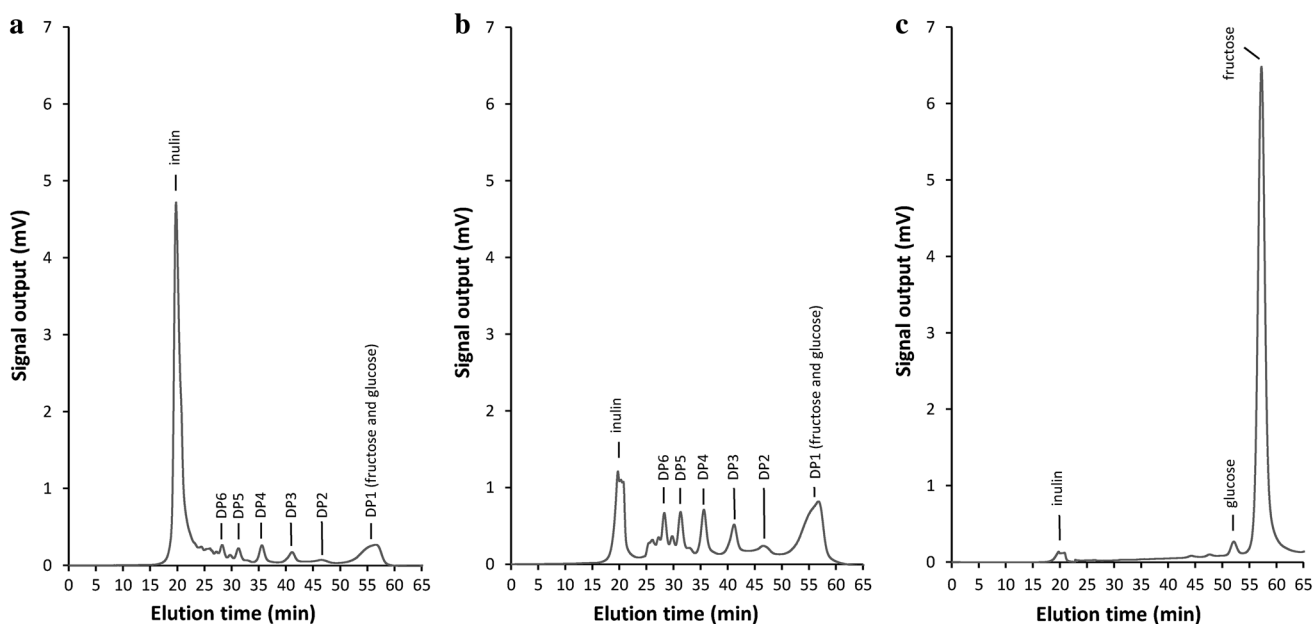 a
7
6
5
4
3
2
1
0
Signal output (mV)
inulin
DP6
DP5
DP4
DP3
DP2
DP1 (fructose and glucose)
0 5 10 15 20 25 30 35 40 45 50 55 60 65
Elution time (min)
b
7
6
5
4
3
2
1
0
Signal output (mV)
inulin
DP6
DP5
DP4
DP3
DP2
DP1 (fructose and glucose)
0 5 10 15 20 25 30 35 40 45 50 55 60 65
Elution time (min)
c
7
6
5
4
3
2
1
0
Signal output (mV)
inulin
glucose
fructose
0 5 10 15 20 25 30 35 40 45 50 55 60 65
Elution time (min)